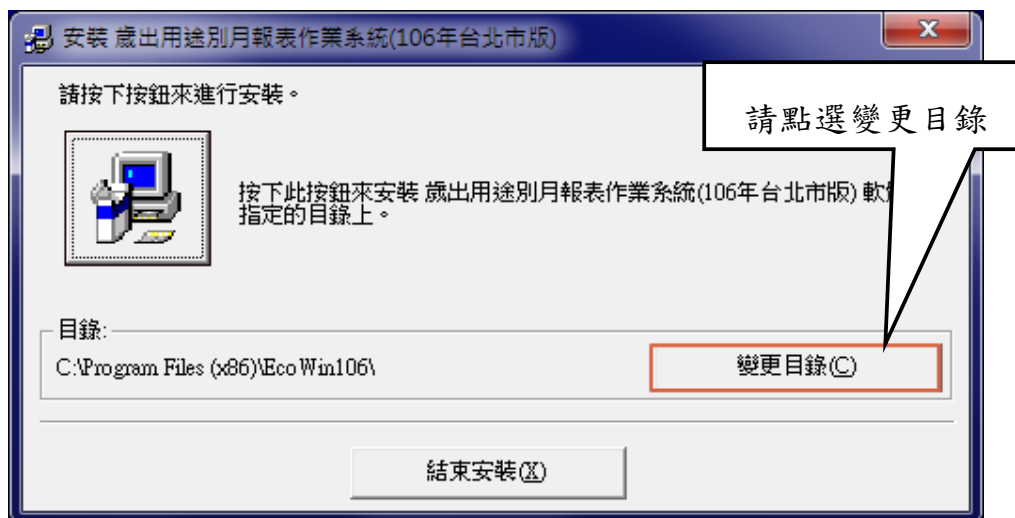 安裝 歲出用途別月報表作業系統(106年台北市版)
請點選變更目錄
請按下按鈕來進行安裝。
按下此按鈕來安裝 歲出用途別月報表作業系統(106年台北市版) 軟
指定的目錄上。
目錄:
C:\Program Files (x86)\EcoWin106\
變更目錄(C)
結束安裝(X)